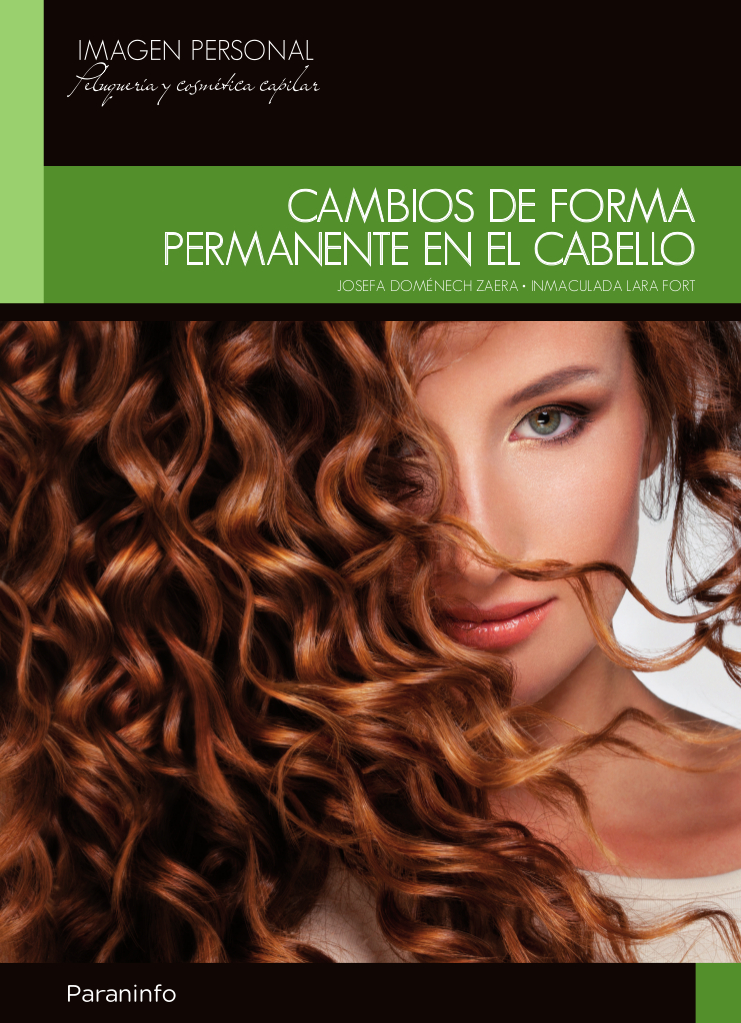 IMAGEN PERSONAL
Peluquería y cosmética capilar
CAMBIOS DE FORMA
PERMANENTE EN EL CABELLO
JOSEFA DOMÉNECH ZAERA • INMACULADA LARA FORT
Paraninfo